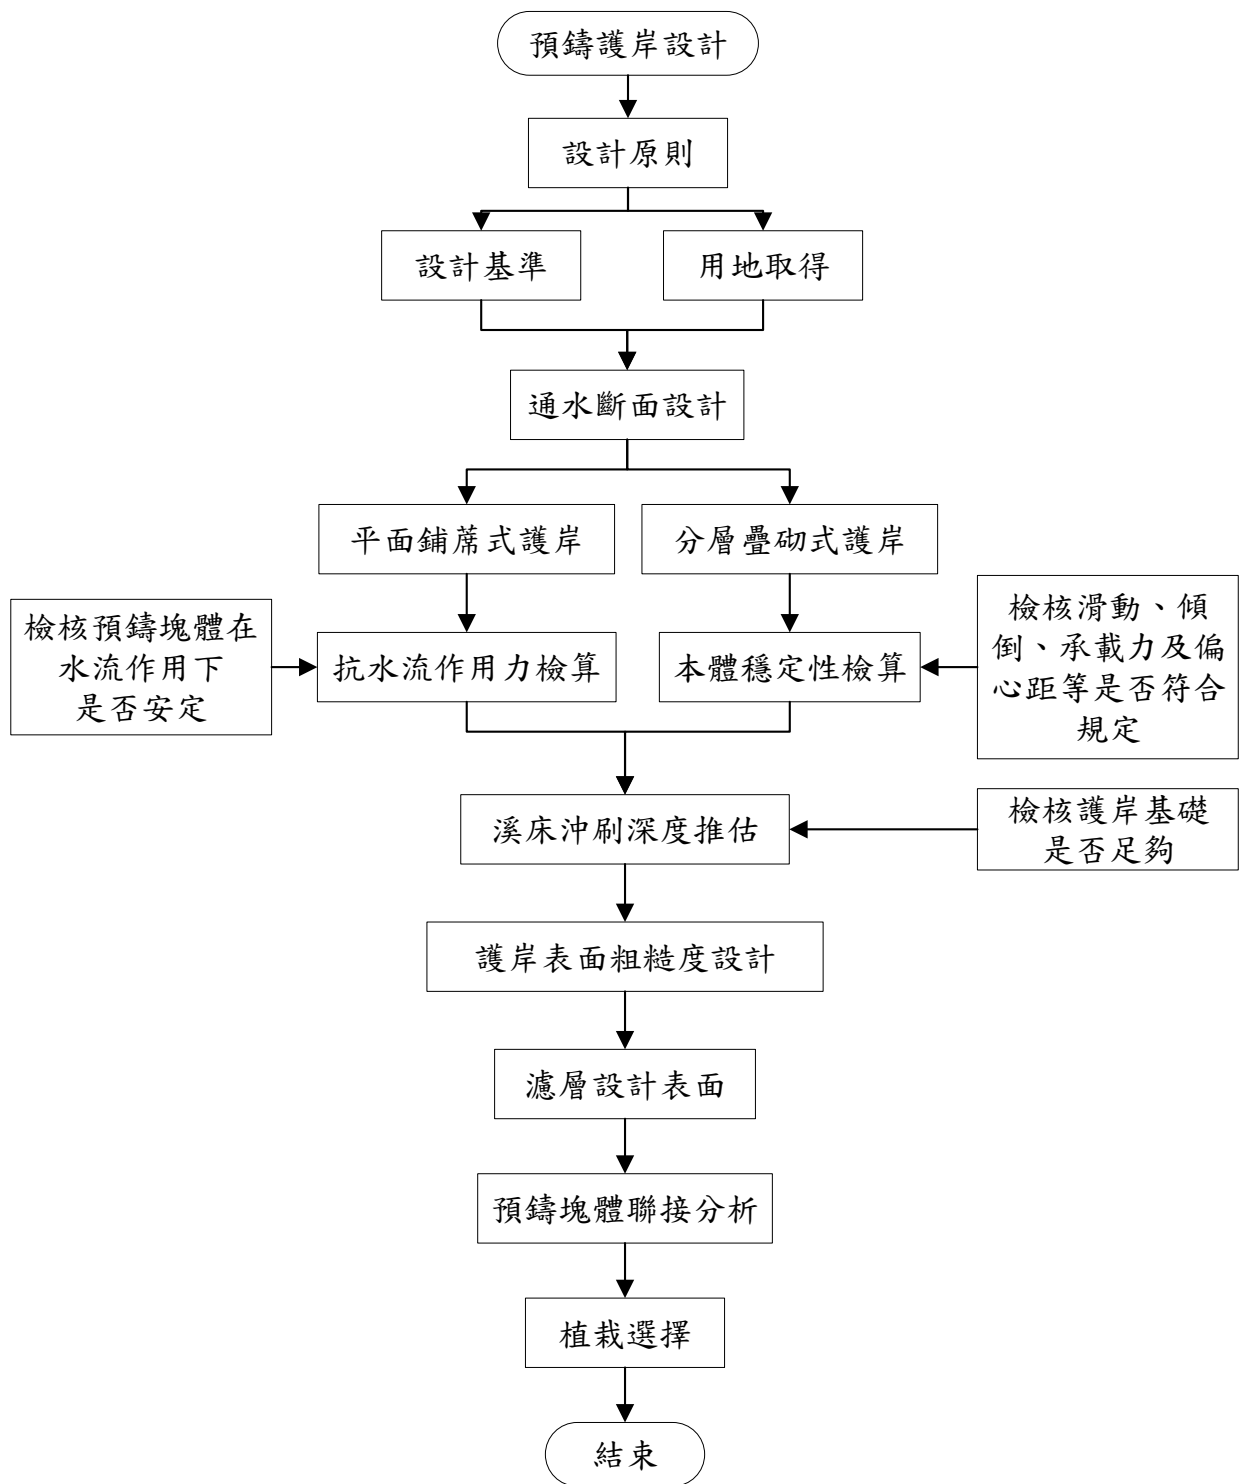 預鑄護岸設計
設計原則
設計基準
用地取得
通水斷面設計
平面鋪蓆式護岸
分層疊砌式護岸
檢核預鑄塊體在
水流作用下
是否安定
抗水流作用力檢算
本體穩定性檢算
檢核滑動、傾
倒、承載力及偏
心距等是否符合
規定
溪床沖刷深度推估
檢核護岸基礎
是否足夠
護岸表面粗糙度設計
濾層設計表面
預鑄塊體聯接分析
植栽選擇
結束